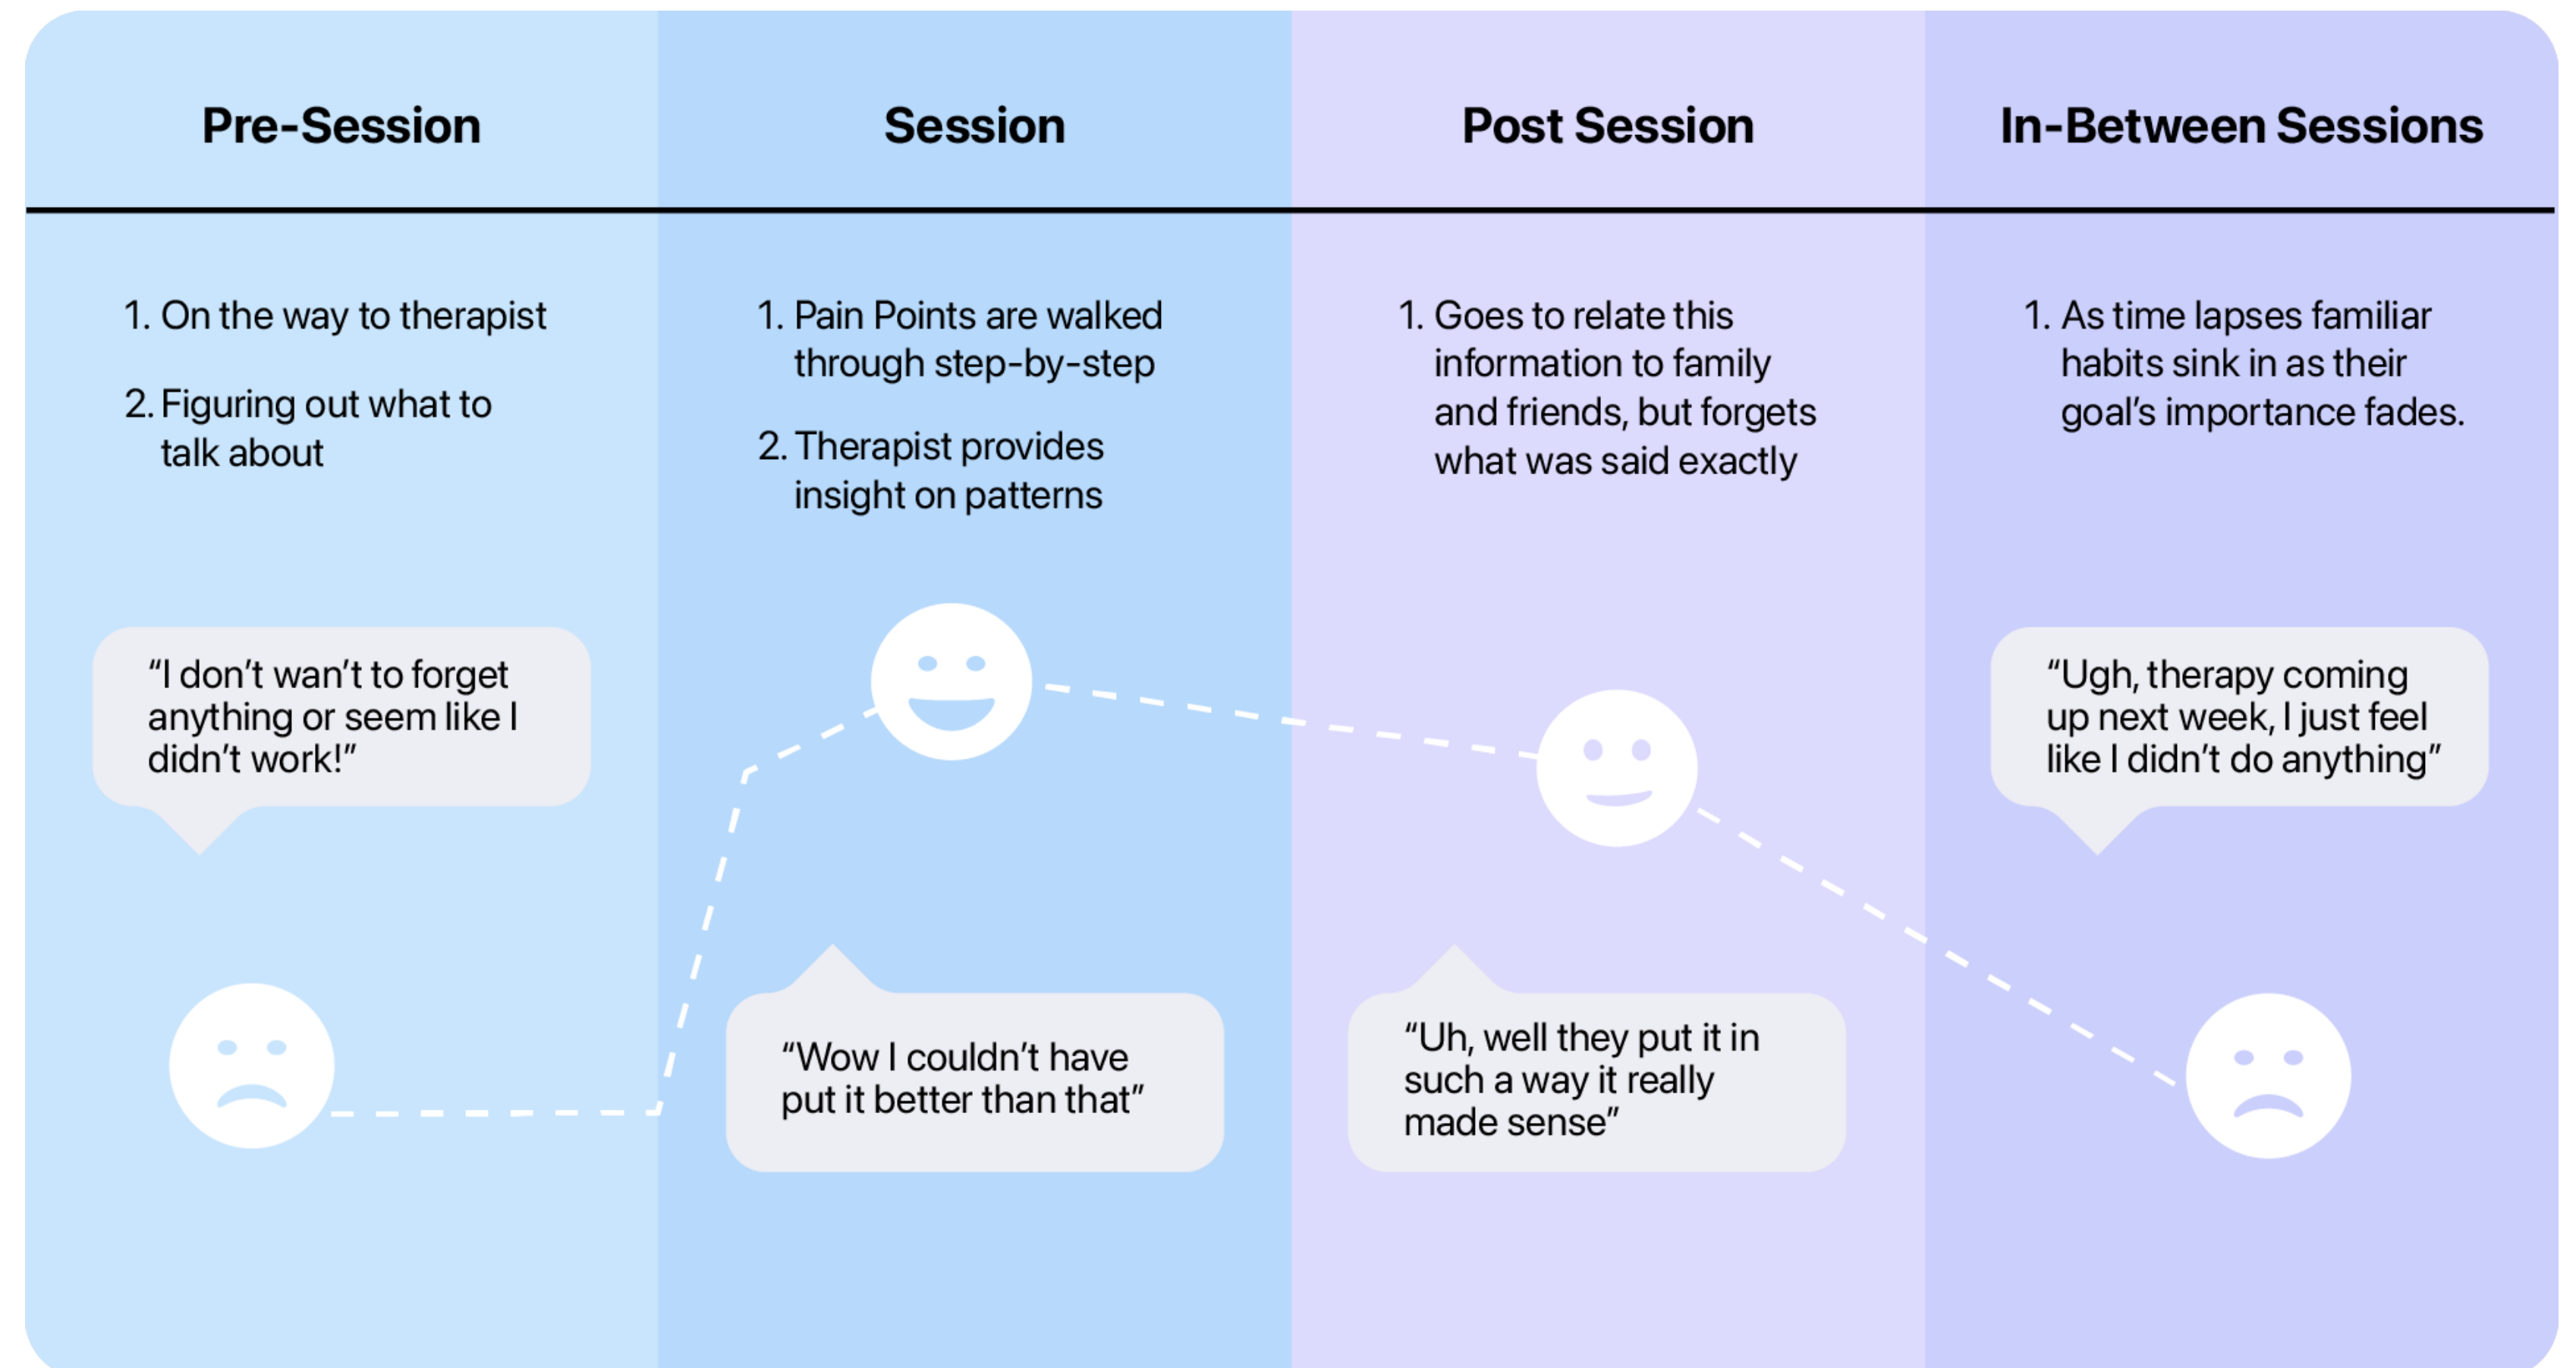 Pre-Session
1. On the way to therapist
2. Figuring out what to
talk about
“I don’t wan’t to forget
anything or seem like I
didn’t work!”
Session
1. Pain Points are walked
through step-by-step
2. Therapist provides
insight on patterns
“Wow I couldn’t have
put it better than that”
Post Session
1. Goes to relate this
information to family
and friends, but forgets
what was said exactly
“Uh, well they put it in
such a way it really
made sense”
In-Between Sessions
1. As time lapses familiar
habits sink in as their
goal’s importance fades.
“Ugh, therapy coming
up next week, I just feel
like I didn’t do anything”